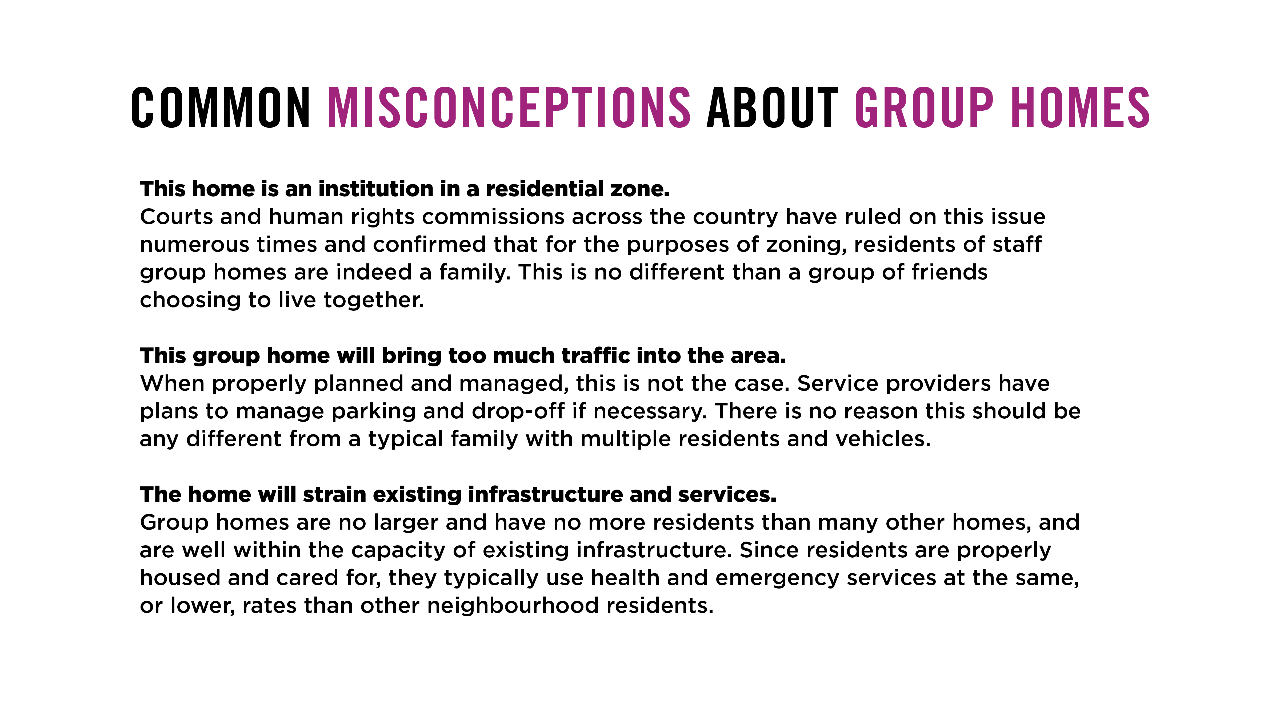 COMMON MISCONCEPTIONS ABOUT GROUP HOMES
This home is an institution in a residential zone.
Courts and human rights commissions across the country have ruled on this issue
numerous times and confirmed that for the purposes of zoning, residents of staff
group homes are indeed a family. This is no different than a group of friends
choosing to live together.
This group home will bring too much traffic into the area.
When properly planned and managed, this is not the case. Service providers have
plans to manage parking and drop-off if necessary. There is no reason this should be
any different from a typical family with multiple residents and vehicles.
The home will strain existing infrastructure and services.
Group homes are no larger and have no more residents than many other homes, and
are well within the capacity of existing infrastructure. Since residents are properly
housed and cared for, they typically use health and emergency services at the same,
or lower, rates than other neighbourhood residents.